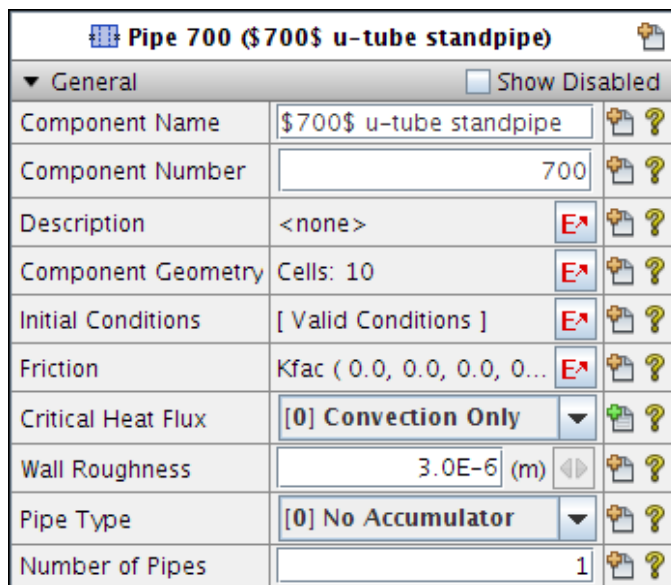 Pipe 700 ($700$ u-tube standpipe)
▼ General Show Disabled
Component Name $700$ u-tube standpipe
Component Number 700
Description <none> E
Component Geometry Cells: 10 E
Initial Conditions [ Valid Conditions ] E
Friction Kfac ( 0.0, 0.0, 0.0, 0... E
Critical Heat Flux [0] Convection Only
Wall Roughness 3.0E-6 (m)
Pipe Type [0] No Accumulator
Number of Pipes 1